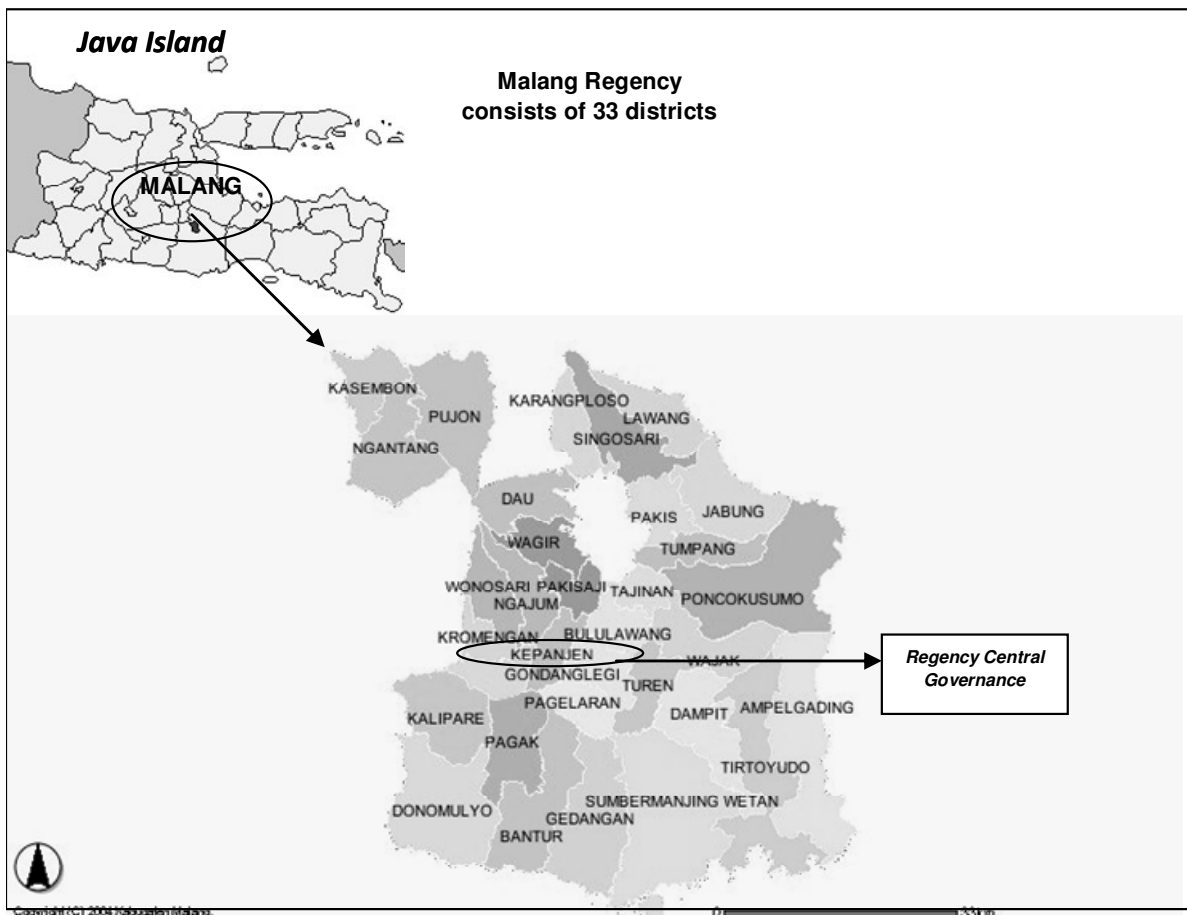 Java Island
Malang Regency
consists of 33 districts
MALANG
KASEMBON
PUJON
NGANTANG
KARANGPLOSO
LAWANG
SINGOSARI
DAU
PAKIS
JABUNG
WAGIR
TUMPANG
WONOSARI
PAKISAJI
TAJINAN
PONCOKUSUMO
NGAJUM
KROMENGAN
BULULAWANG
KEPANJEN
WAJAK
Regency Central
Governance
GONDANGLEGI
TUREN
PAGELARAN
DAMPIT
AMPELGADING
KALIPARE
PAGAK
TIRTOYUDO
DONOMULYO
SUMBERMANJING WETAN
GEDANGAN
BANTUR